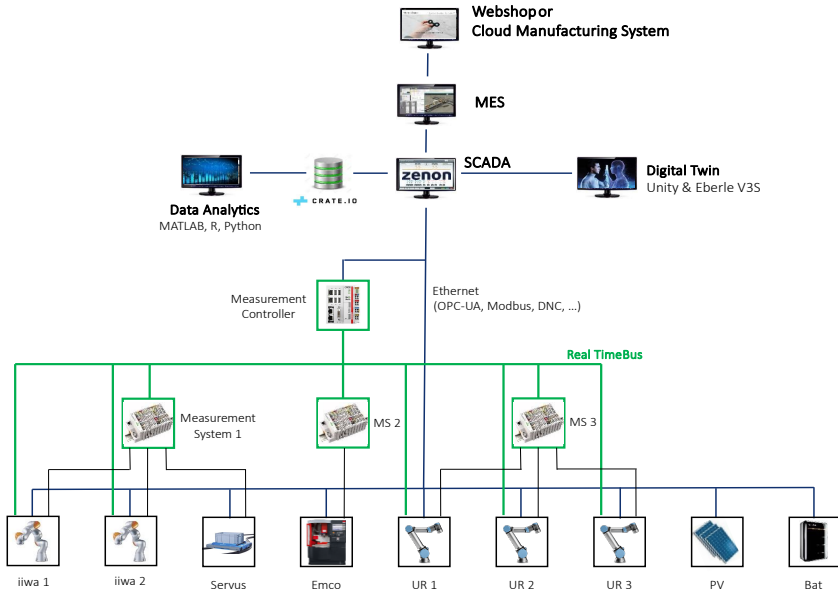 Webshop or
Cloud Manufacturing System
MES
SCADA
zenon
CRATE.IO
Data Analytics
MATLAB, R, Python
Digital Twin
Unity & Eberle V3S
Measurement
Controller
Ethernet
(OPC-UA, Modbus, DNC, ...)
Real TimeBus
Measurement
System 1
MS 2
MS 3
iiwa 1
iiwa 2
Servus
Emco
UR 1
UR 2
UR 3
PV
Bat